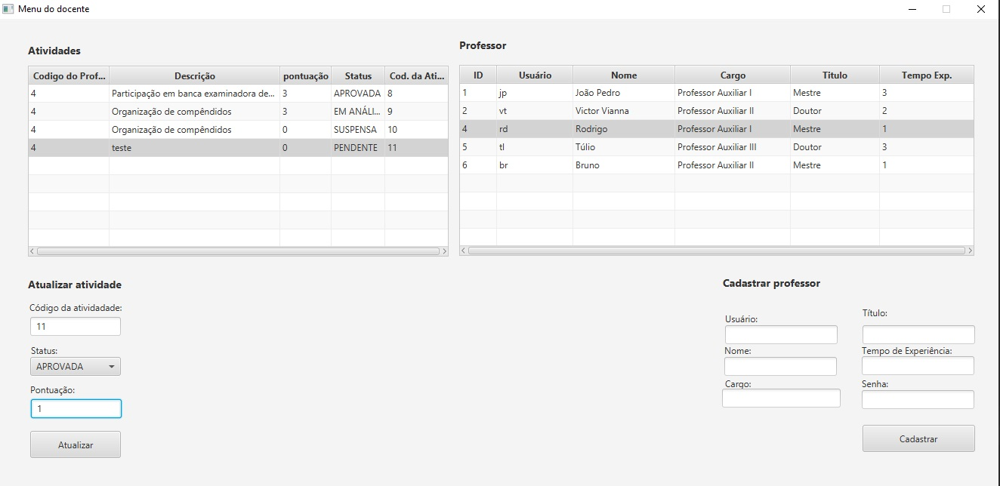 Menu do docente
Atividades
Codigo do Prof... Descrição pontuação Status Cod. da Ati...
4 Participação em banca examinadora de... 3 APROVADA 8
4 Organização de compêndidos 3 EM ANÁLI... 9
4 Organização de compêndidos 0 SUSPENSA 10
4 teste 0 PENDENTE 11
Professor
ID Usuário Nome Cargo Titulo Tempo Exp.
1 jp João Pedro Professor Auxiliar I Mestre 3
2 vt Victor Vianna Professor Auxiliar II Doutor 2
4 rd Rodrigo Professor Auxiliar I Mestre 1
5 tl Túlio Professor Auxiliar III Doutor 3
6 br Bruno Professor Auxiliar II Mestre 1
Atualizar atividade
Código da atividadade:
11
Status:
APROVADA
Pontuação:
1
Atualizar
Cadastrar professor
Usuário:
Nome:
Cargo:
Título:
Tempo de Experiência:
Senha:
Cadastrar